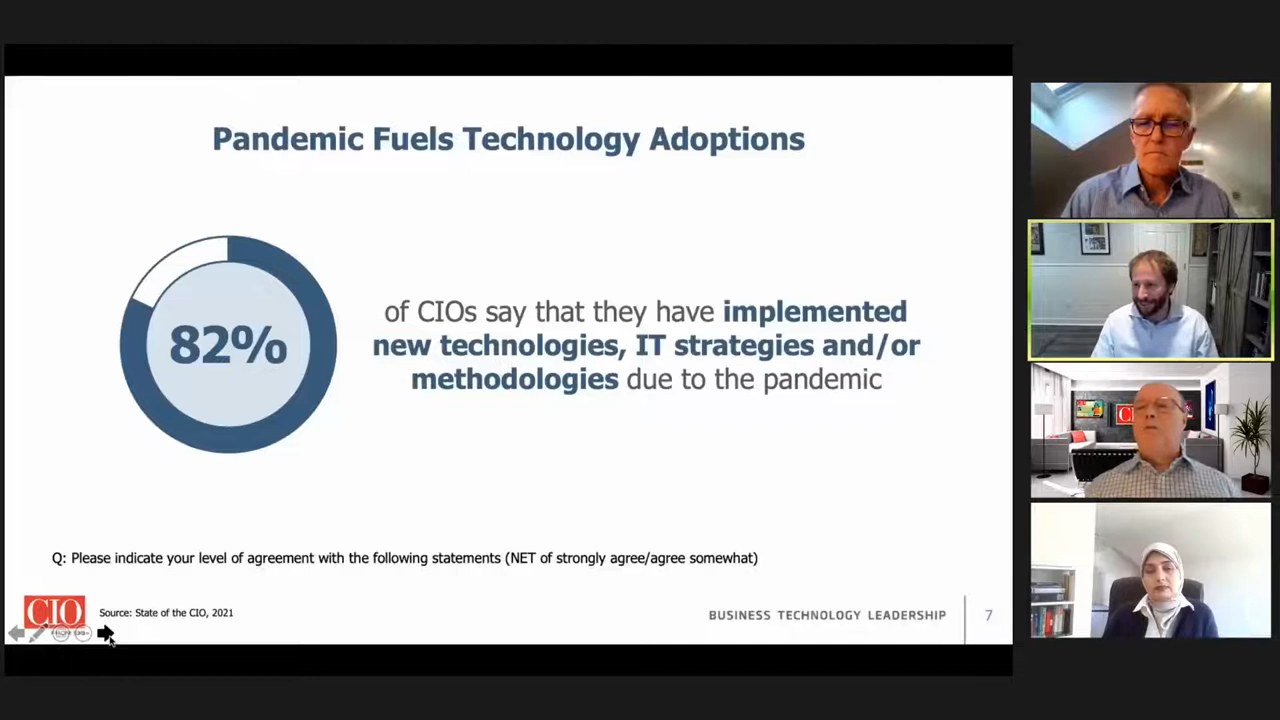 Pandemic Fuels Technology Adoptions
82%
of CIOs say that they have implemented
new technologies, IT strategies and/or
methodologies due to the pandemic
Q: Please indicate your level of agreement with the following statements (NET of strongly agree/agree somewhat)
CIO
Source: State of the CIO, 2021
BUSINESS TECHNOLOGY LEADERSHIP
7